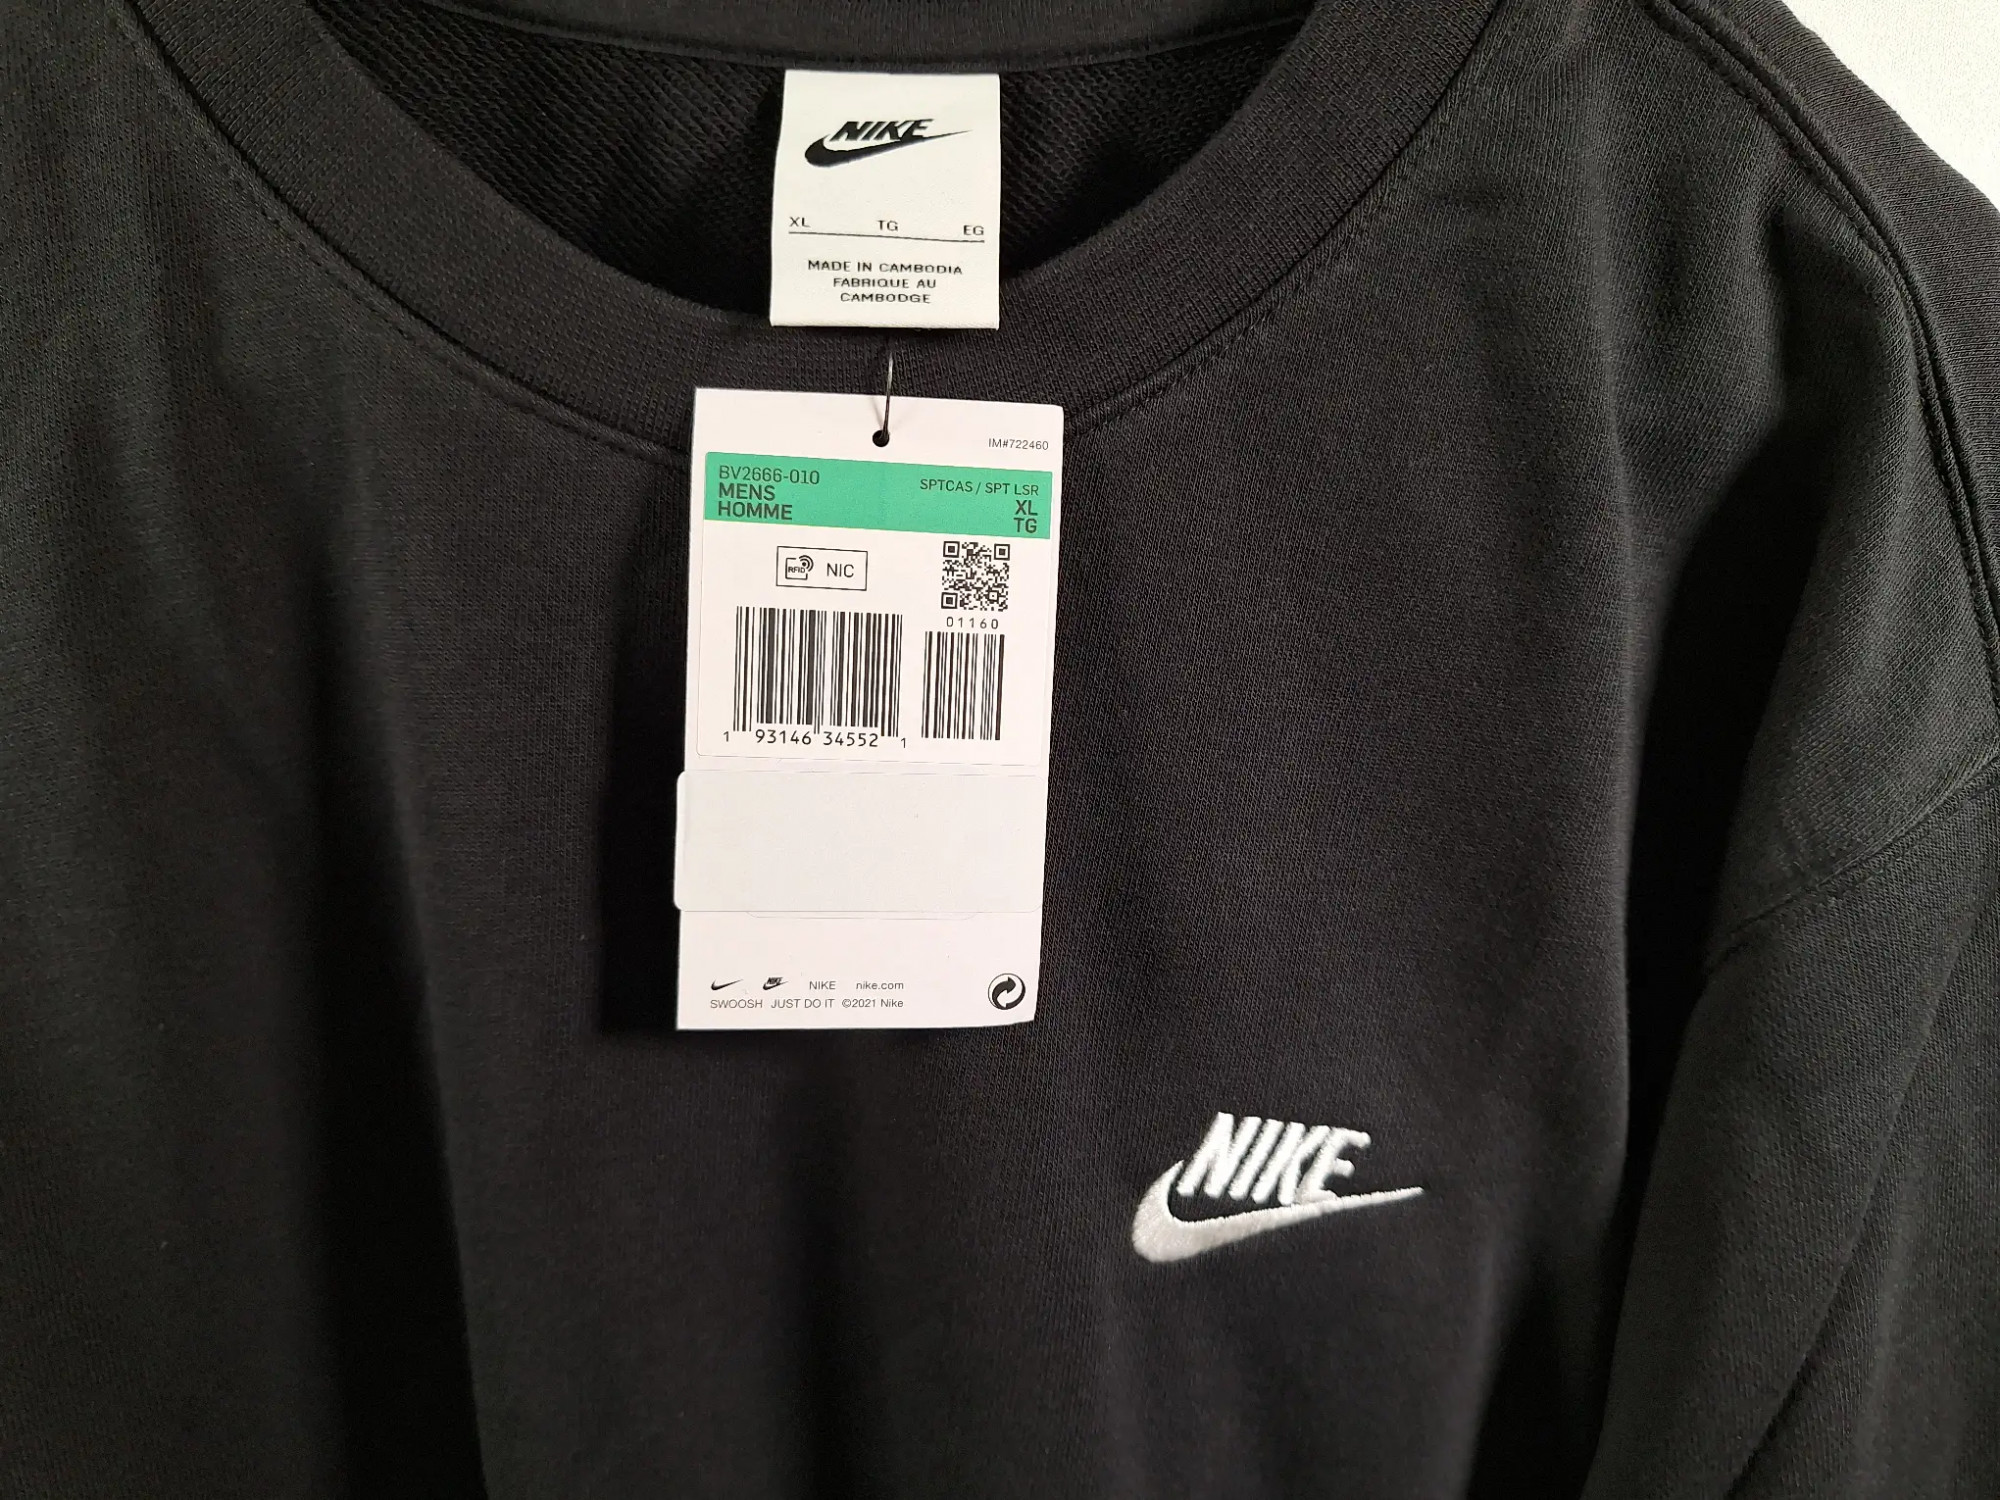 NIKE
XL TG EG
MADE IN CAMBODIA
FABRIQUE AU
CAMBODGE
IM#722460
BV2666-010
SPTCAS / SPT LSR
MENS
XL
HOMME
TG
RFID NIC
01160
1 93146 34552 1
NIKE NIKE nike.com
SWOOSH JUST DO IT ©2021 Nike
NIKE